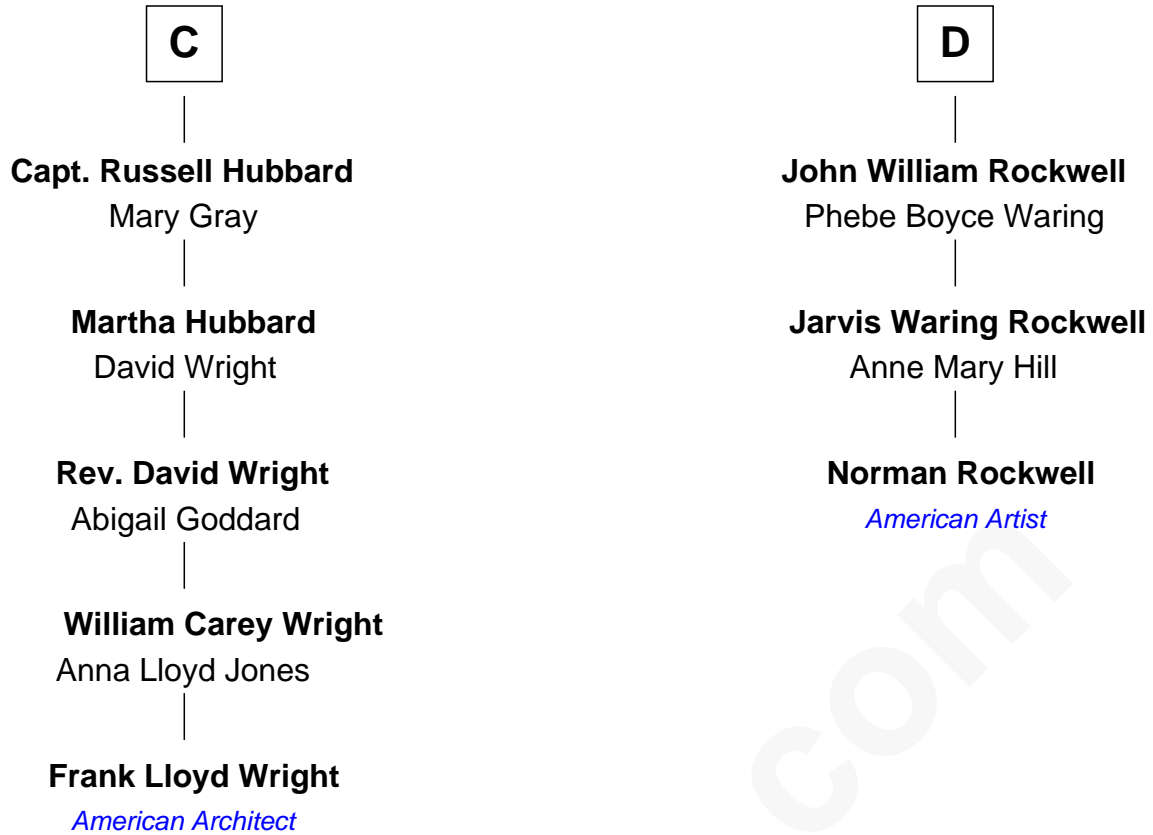 C
Capt. Russell Hubbard
Mary Gray
Martha Hubbard
David Wright
Rev. David Wright
Abigail Goddard
William Carey Wright
Anna Lloyd Jones
Frank Lloyd Wright
American Architect
D
John William Rockwell
Phebe Boyce Waring
Jarvis Waring Rockwell
Anne Mary Hill
Norman Rockwell
American Artist
com